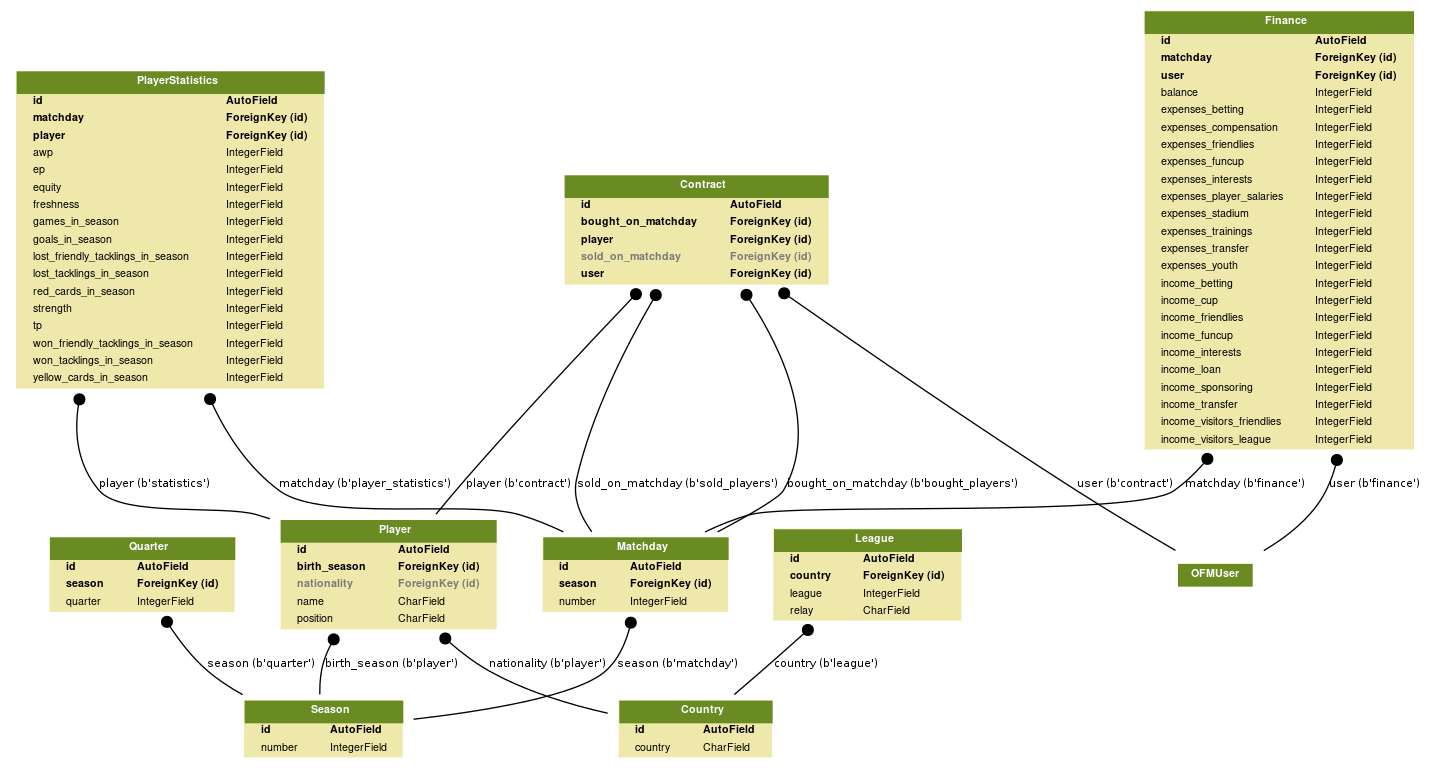 Finance
id AutoField
matchday ForeignKey (id)
user ForeignKey (id)
balance IntegerField
expenses_betting IntegerField
expenses_compensation IntegerField
expenses_friendlies IntegerField
expenses_funcup IntegerField
expenses_interests IntegerField
expenses_player_salaries IntegerField
expenses_stadium IntegerField
expenses_trainings IntegerField
expenses_transfer IntegerField
expenses_youth IntegerField
income_betting IntegerField
income_cup IntegerField
income_friendlies IntegerField
income_funcup IntegerField
income_interests IntegerField
income_loan IntegerField
income_sponsoring IntegerField
income_transfer IntegerField
income_visitors_friendlies IntegerField
income_visitors_league IntegerField
PlayerStatistics
id AutoField
matchday ForeignKey (id)
player ForeignKey (id)
awp IntegerField
ep IntegerField
equity IntegerField
freshness IntegerField
games_in_season IntegerField
goals_in_season IntegerField
lost_friendly_tacklings_in_season IntegerField
lost_tacklings_in_season IntegerField
red_cards_in_season IntegerField
strength IntegerField
tp IntegerField
won_friendly_tacklings_in_season IntegerField
won_tacklings_in_season IntegerField
yellow_cards_in_season IntegerField
Contract
id AutoField
bought_on_matchday ForeignKey (id)
player ForeignKey (id)
sold_on_matchday ForeignKey (id)
user ForeignKey (id)
player (b'statistics')
matchday (b'player_statistics')
player (b'contract')
sold_on_matchday (b'sold_players')
bought_on_matchday (b'bought_players')
user (b'contract')
matchday (b'finance')
user (b'finance')
Quarter
id AutoField
season ForeignKey (id)
quarter IntegerField
Player
id AutoField
birth_season ForeignKey (id)
nationality ForeignKey (id)
name CharField
position CharField
Matchday
id AutoField
season ForeignKey (id)
number IntegerField
League
id AutoField
country ForeignKey (id)
league IntegerField
relay CharField
OFMUser
season (b'quarter')
birth_season (b'player')
nationality (b'player')
season (b'matchday')
country (b'league')
Season
id AutoField
number IntegerField
Country
id AutoField
country CharField